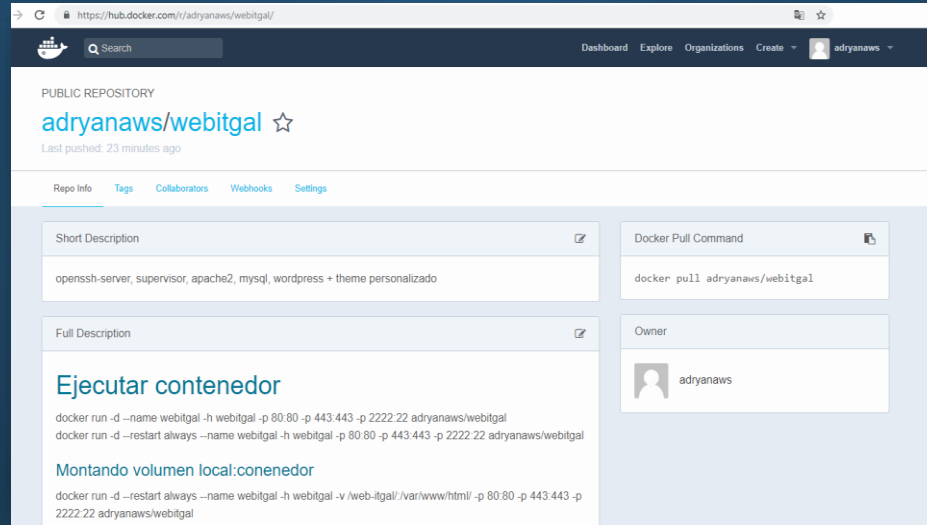 https://hub.docker.com/r/adryanaws/webitgal/
Search
Dashboard Explore Organizations Create adryanaws
PUBLIC REPOSITORY
adryanaws/webitgal
Last pushed: 23 minutes ago
Repo Info Tags Collaborators Webhooks Settings
Short Description
openssh-server, supervisor, apache2, mysql, wordpress + theme personalizado
Docker Pull Command
docker pull adryanaws/webitgal
Full Description
Ejecutar contenedor
docker run -d --name webitgal -h webitgal -p 80:80 -p 443:443 -p 2222:22 adryanaws/webitgal
docker run -d --restart always --name webitgal -h webitgal -p 80:80 -p 443:443 -p 2222:22 adryanaws/webitgal
Montando volumen local:conenedor
docker run -d --restart always --name webitgal -h webitgal -v /web-itgal/:/var/www/html/ -p 80:80 -p 443:443 -p
2222:22 adryanaws/webitgal
Owner
adryanaws